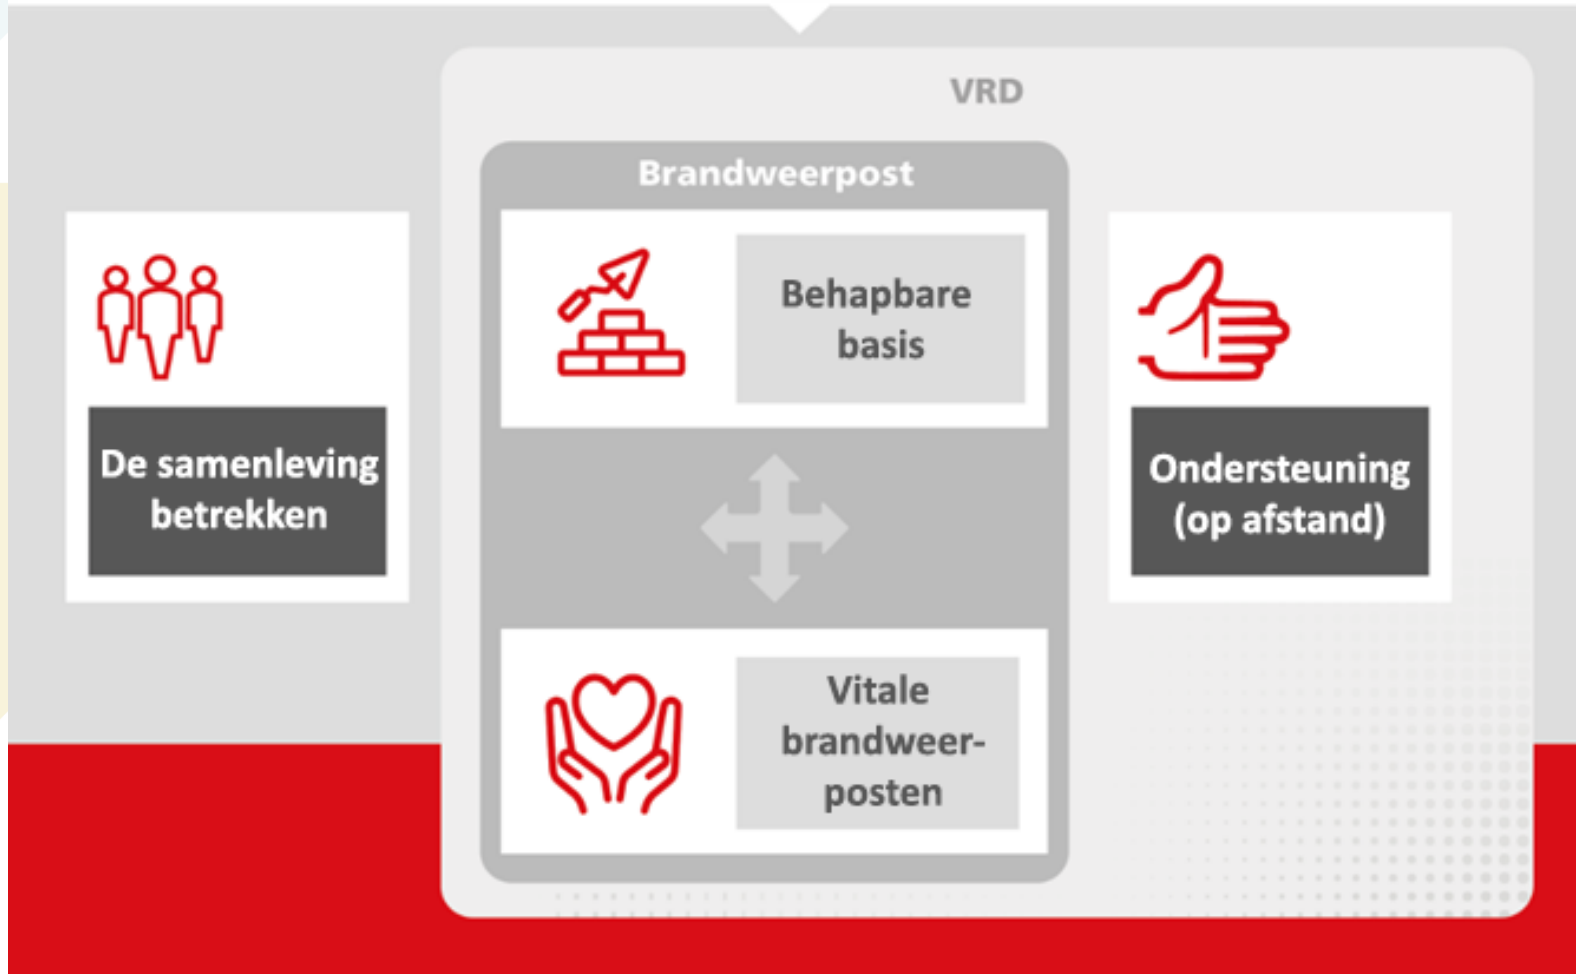 VRD
Brandweerpost
De samenleving
betrekken
Behapbare
basis
Vitale
brandweer-
posten
Ondersteuning
(op afstand)